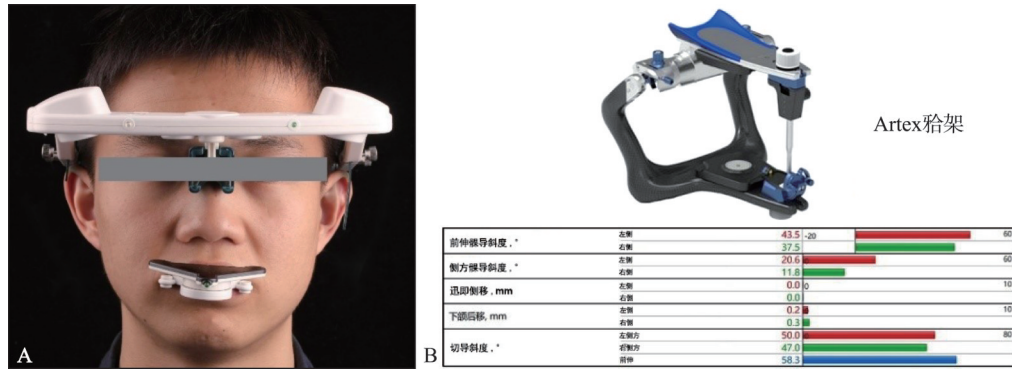 A
B
Artex𬌗架
前伸髁导斜度，°
左侧 43.5 -20 60
右侧 37.5
侧方髁导斜度，°
左侧 20.6 60
右侧 11.8
迅即侧移，mm
左侧 0.0 0 10
右侧 0.0
下颌后移，mm
左侧 0.2 10
右侧 0.3
切导斜度，°
左侧方 50.0 80
右侧方 47.0
前伸 58.3